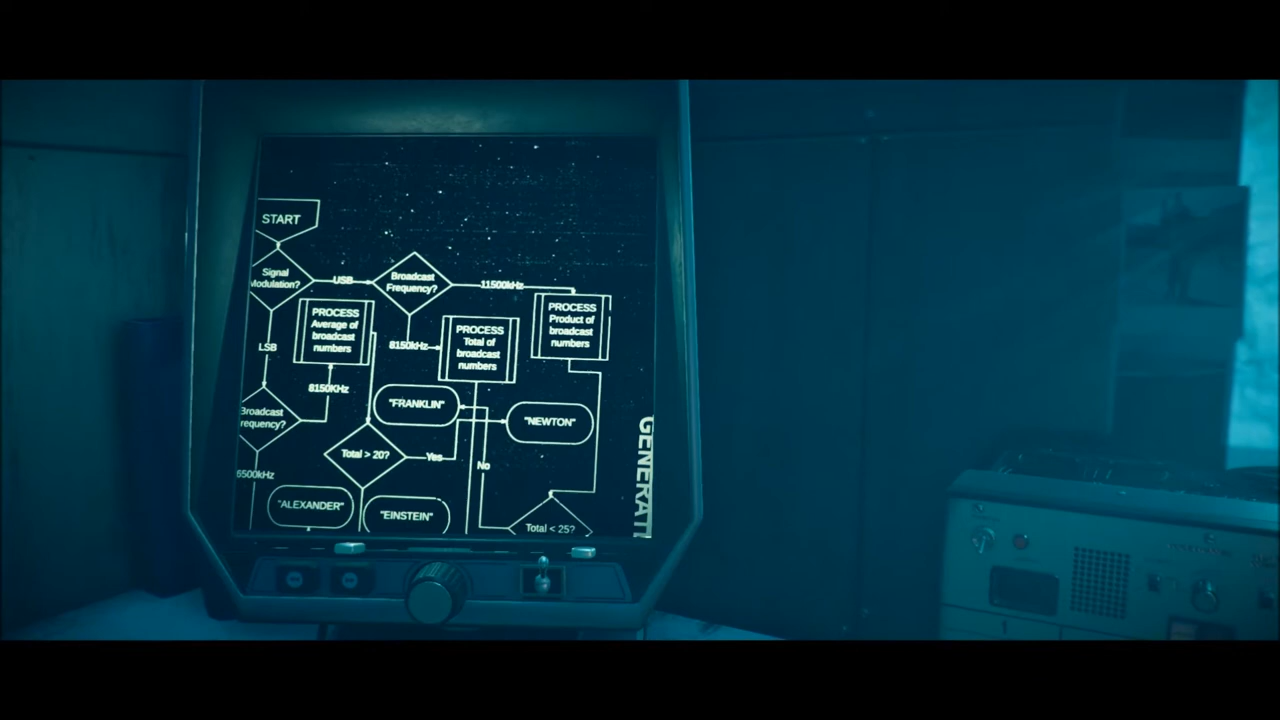 START
Signal
Modulation?
USB
Broadcast
Frequency?
11500kHz
PROCESS
Average of
broadcast
numbers
PROCESS
Total of
broadcast
numbers
PROCESS
Product of
broadcast
numbers
LSB
8150kHz
8150KHz
"FRANKLIN"
"NEWTON"
Broadcast
requency?
Total > 20?
Yes
No
6500kHz
"ALEXANDER"
"EINSTEIN"
Total < 25?
GENERATI